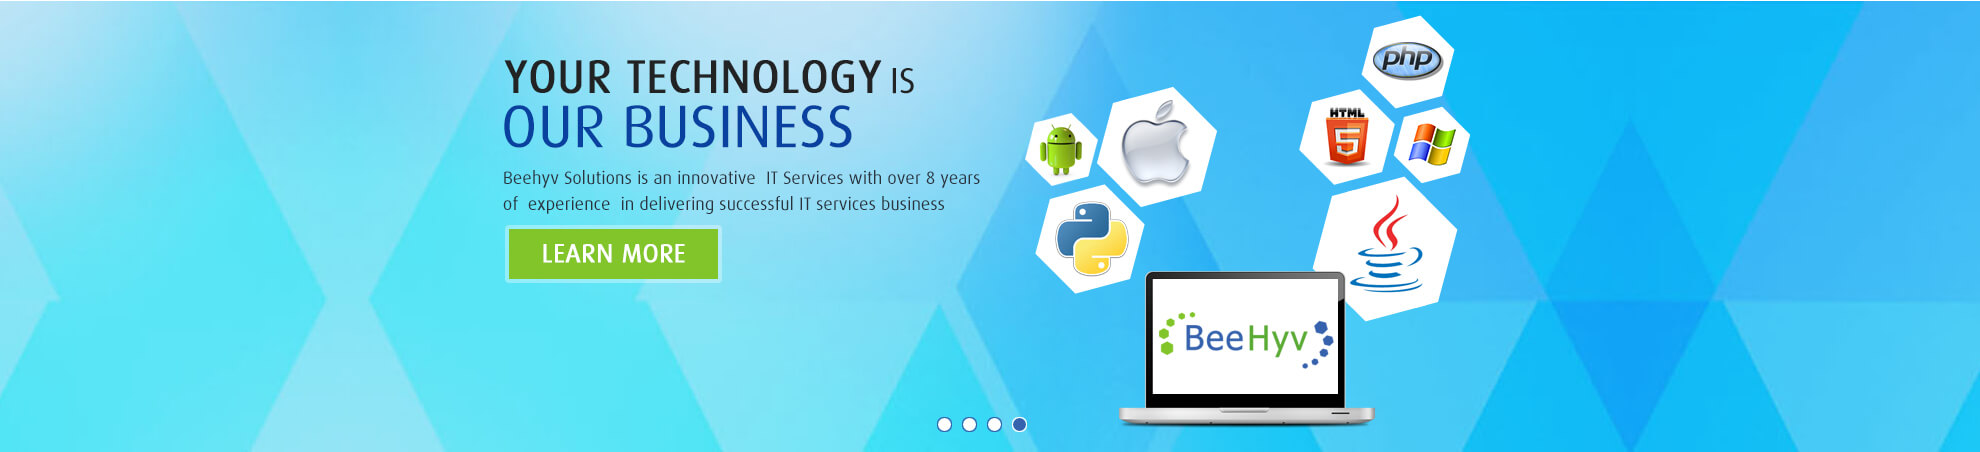 YOUR TECHNOLOGY IS
OUR BUSINESS
Beehyv Solutions is an innovative IT Services with over 8 years
of experience in delivering successful IT services business
LEARN MORE
php
HTML
5
BeeHyv